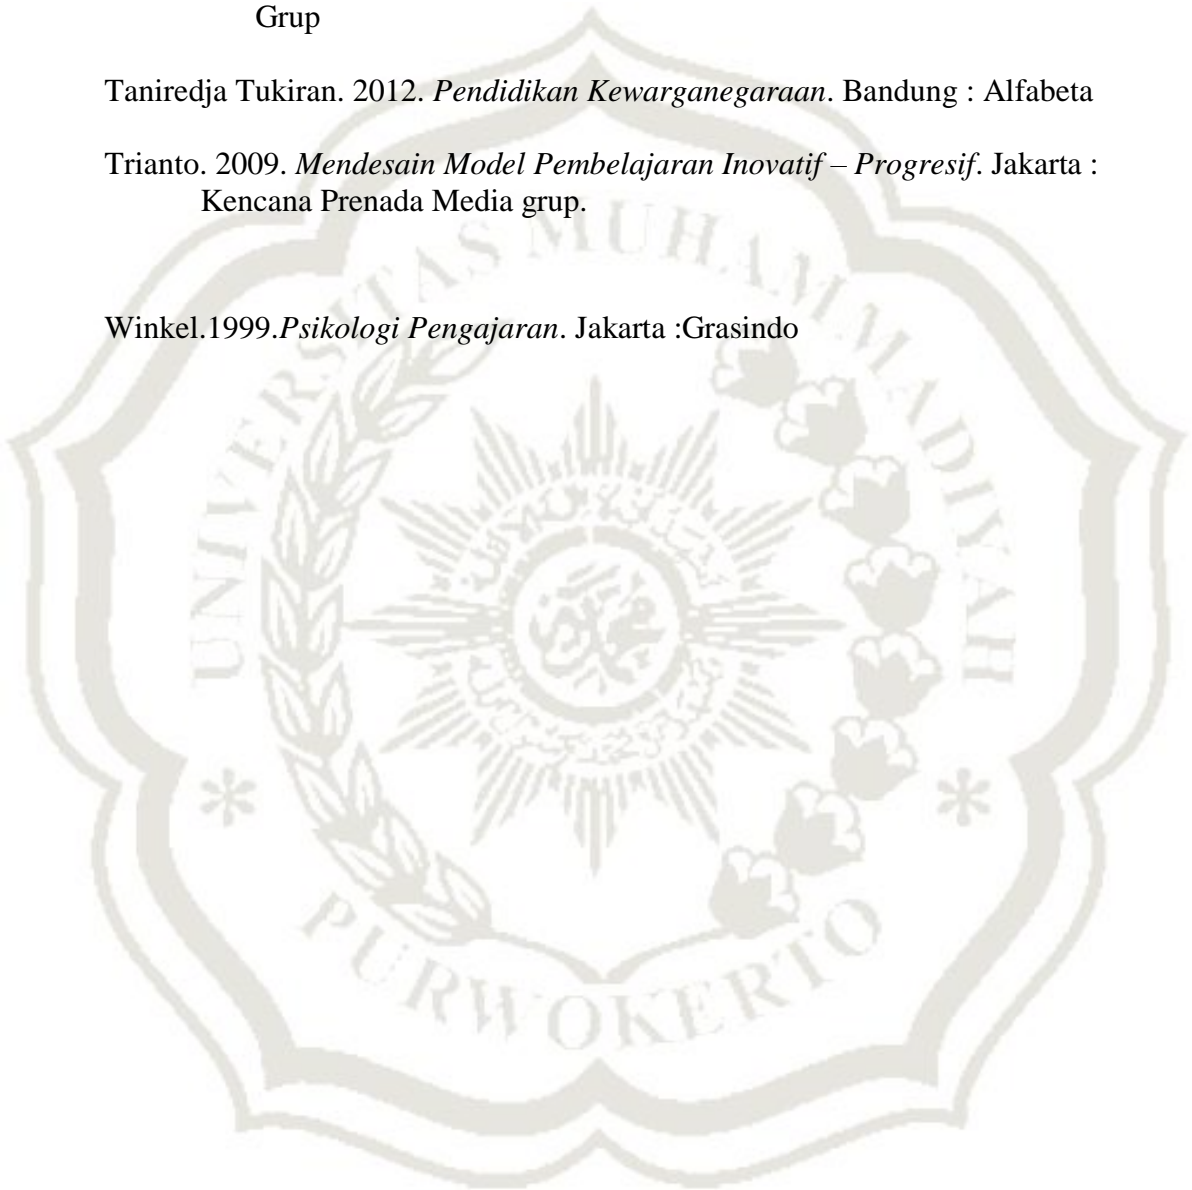 Grup
Taniredja Tukiran. 2012. Pendidikan Kewarganegaraan. Bandung : Alfabeta
Trianto. 2009. Mendesain Model Pembelajaran Inovatif – Progresif. Jakarta :
Kencana Prenada Media grup.
Winkel.1999.Psikologi Pengajaran. Jakarta :Grasindo
UNIVERSITAS MUHAMMADIYAH
PURWOKERTO